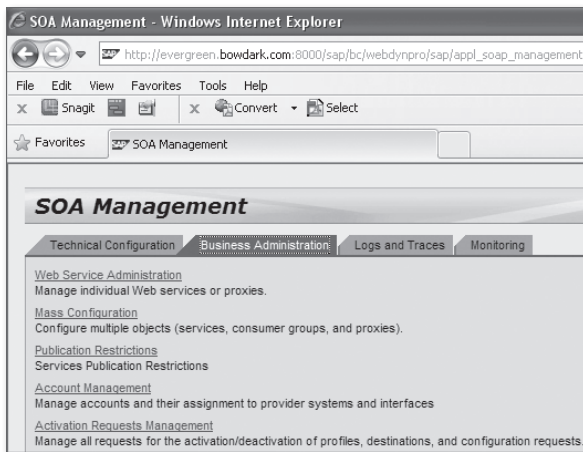 SOA Management - Windows Internet Explorer
http://evergreen.bowdark.com:8000/sap/bc/webdynpro/sap/appl_soap_management
File Edit View Favorites Tools Help
x Snagit x Convert Select
Favorites SAP SOA Management
SOA Management
Technical Configuration Business Administration Logs and Traces Monitoring
Web Service Administration
Manage individual Web services or proxies.
Mass Configuration
Configure multiple objects (services, consumer groups, and proxies).
Publication Restrictions
Services Publication Restrictions
Account Management
Manage accounts and their assignment to provider systems and interfaces
Activation Requests Management
Manage all requests for the activation/deactivation of profiles, destinations, and configuration requests.